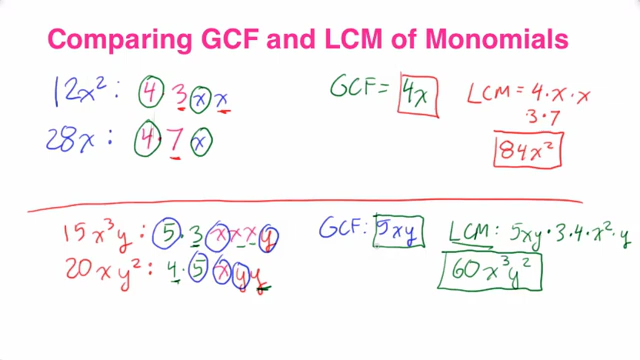 Comparing GCF and LCM of Monomials
12x²: 4 3 x x
GCF = 4x
LCM = 4·x·x
·3·7
84x²
28x: 4·7 x
15x³y: 5·3 x x x y
GCF: 5xy
LCM: 5xy·3·4·x²·y
60x³y²
20xy²: 4·5 x y y